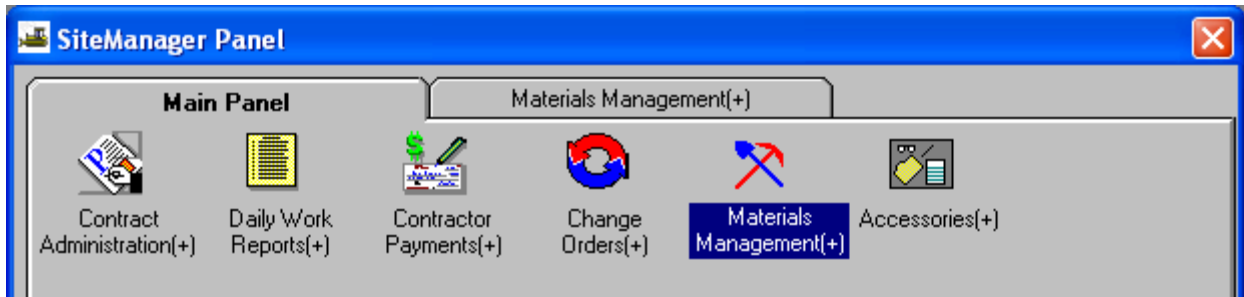 SiteManager Panel
Main Panel
Materials Management(+)
Contract
Administration(+)
Daily Work
Reports(+)
Contractor
Payments(+)
Change
Orders(+)
Materials
Management(+)
Accessories(+)